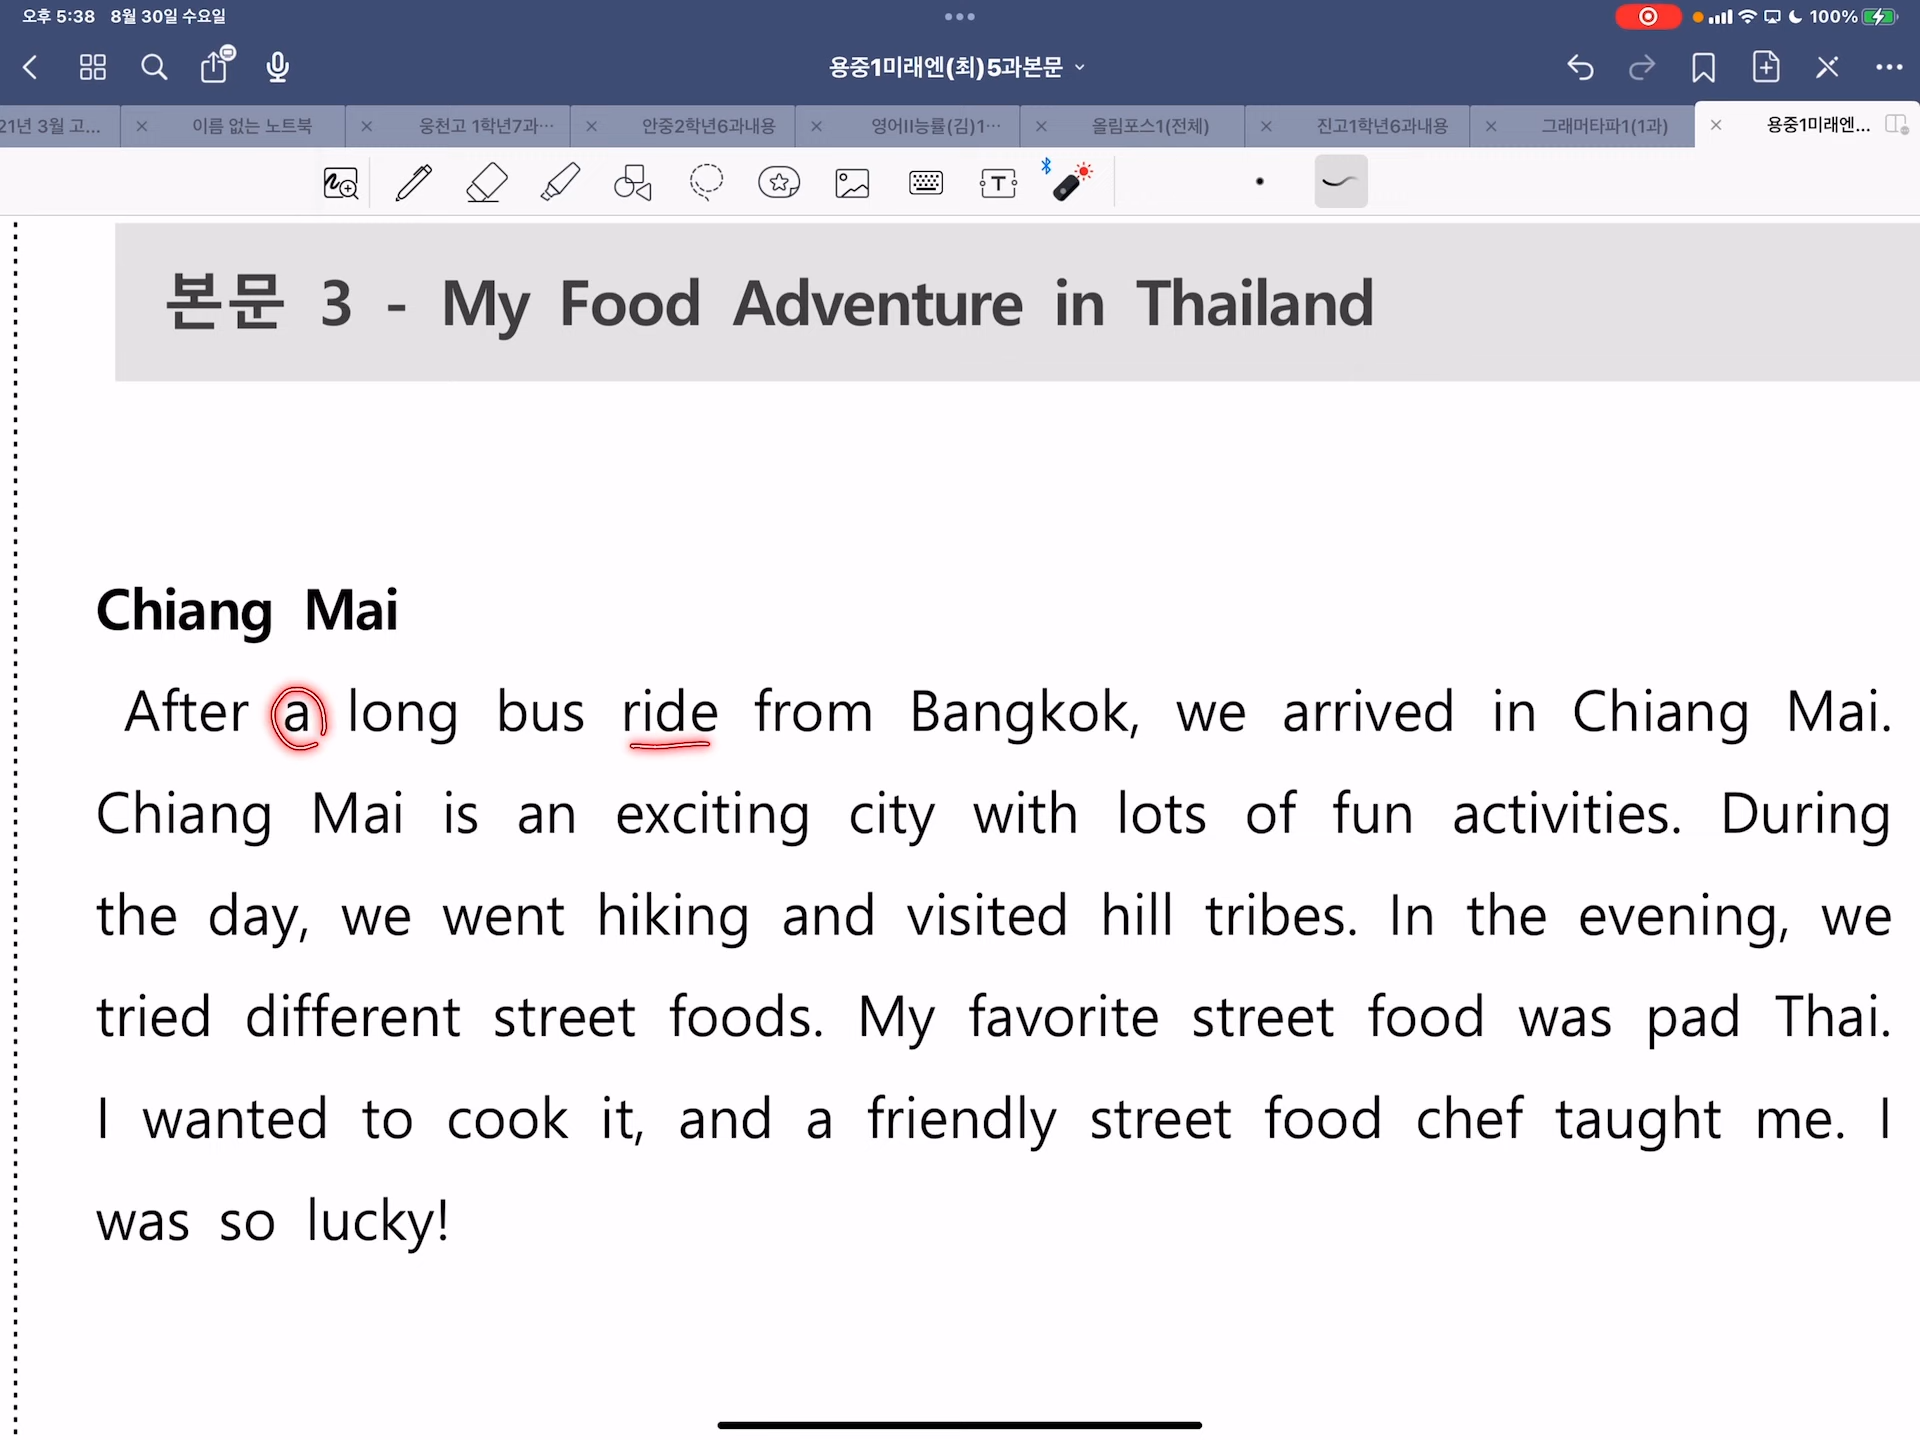 오후 5:38 8월 30일 수요일
100%
용중1미래엔(최)5과본문
21년 3월 고...
이름 없는 노트북
웅천고 1학년7과...
안중2학년6과내용
영어II능률(김)1...
올림포스1(전체)
진고1학년6과내용
그래머타파1(1과)
용중1미래엔...
본문 3 - My Food Adventure in Thailand
Chiang Mai
After a long bus ride from Bangkok, we arrived in Chiang Mai.
Chiang Mai is an exciting city with lots of fun activities. During
the day, we went hiking and visited hill tribes. In the evening, we
tried different street foods. My favorite street food was pad Thai.
I wanted to cook it, and a friendly street food chef taught me. I
was so lucky!